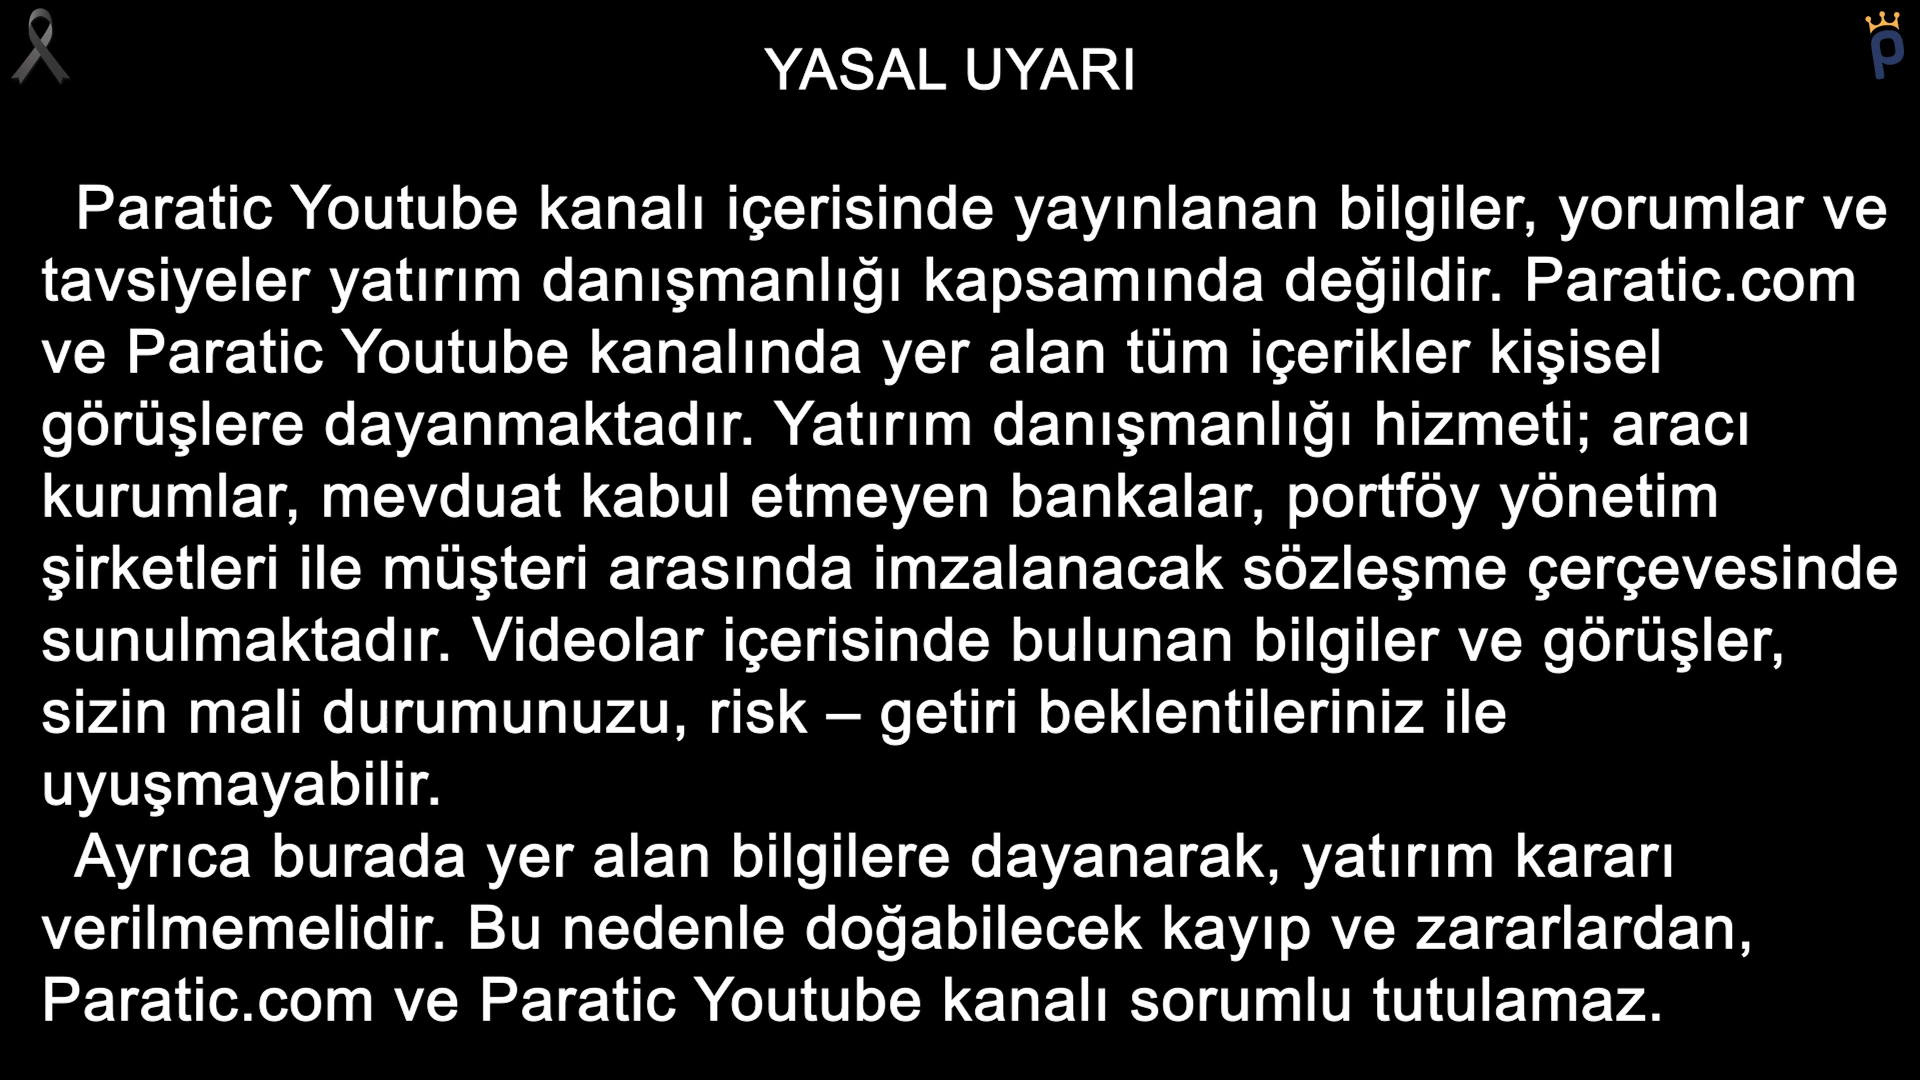 YASAL UYARI
Paratic Youtube kanalı içerisinde yayınlanan bilgiler, yorumlar ve
tavsiyeler yatırım danışmanlığı kapsamında değildir. Paratic.com
ve Paratic Youtube kanalında yer alan tüm içerikler kişisel
görüşlere dayanmaktadır. Yatırım danışmanlığı hizmeti; aracı
kurumlar, mevduat kabul etmeyen bankalar, portföy yönetim
şirketleri ile müşteri arasında imzalanacak sözleşme çerçevesinde
sunulmaktadır. Videolar içerisinde bulunan bilgiler ve görüşler,
sizin mali durumunuzu, risk – getiri beklentileriniz ile
uyuşmayabilir.
Ayrıca burada yer alan bilgilere dayanarak, yatırım kararı
verilmemelidir. Bu nedenle doğabilecek kayıp ve zararlardan,
Paratic.com ve Paratic Youtube kanalı sorumlu tutulamaz.